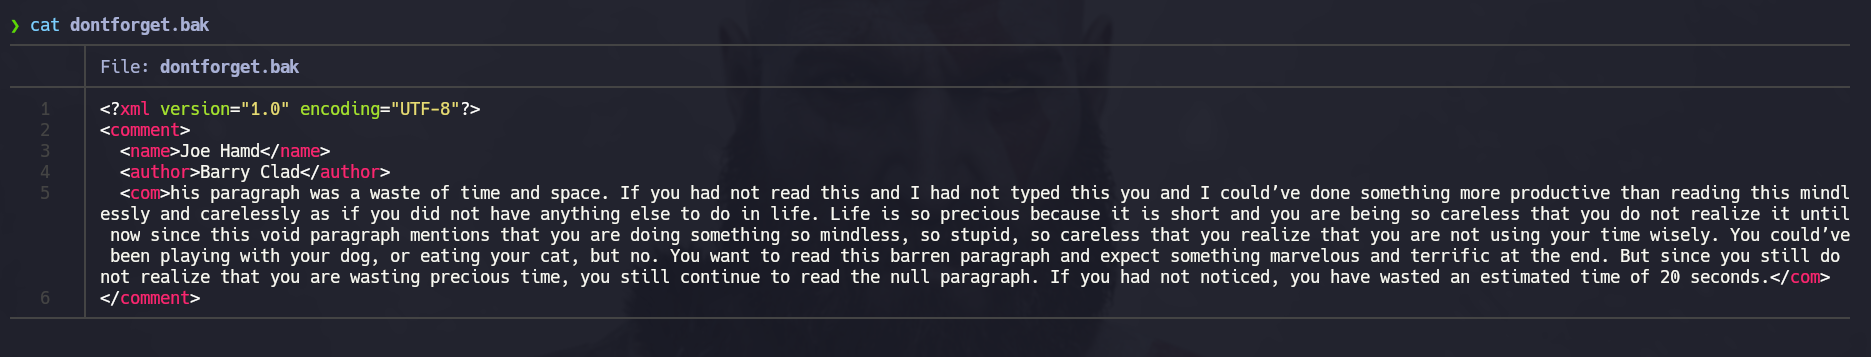 ❯ cat dontforget.bak
File: dontforget.bak
1 <?xml version="1.0" encoding="UTF-8"?>
2 <comment>
3 <name>Joe Hamd</name>
4 <author>Barry Clad</author>
5 <com>his paragraph was a waste of time and space. If you had not read this and I had not typed this you and I could’ve done something more productive than reading this mindl
essly and carelessly as if you did not have anything else to do in life. Life is so precious because it is short and you are being so careless that you do not realize it until
now since this void paragraph mentions that you are doing something so mindless, so stupid, so careless that you realize that you are not using your time wisely. You could’ve
been playing with your dog, or eating your cat, but no. You want to read this barren paragraph and expect something marvelous and terrific at the end. But since you still do
not realize that you are wasting precious time, you still continue to read the null paragraph. If you had not noticed, you have wasted an estimated time of 20 seconds.</com>
6 </comment>